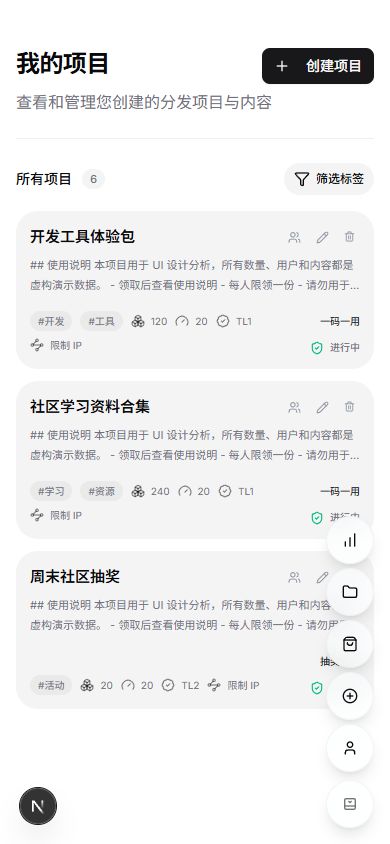 我的项目
创建项目
查看和管理您创建的分发项目与内容
所有项目 6
筛选标签
开发工具体验包
## 使用说明 本项目用于 UI 设计分析，所有数量、用户和内容都是
虚构演示数据。 - 领取后查看使用说明 - 每人限领一份 - 请勿用于...
#开发 #工具 120 20 TL1 一码一用
限制 IP 进行中
社区学习资料合集
## 使用说明 本项目用于 UI 设计分析，所有数量、用户和内容都是
虚构演示数据。 - 领取后查看使用说明 - 每人限领一份 - 请勿用于...
#学习 #资源 240 20 TL1 一码一用
限制 IP 进行中
周末社区抽奖
## 使用说明 本项目用于 UI 设计分析，所有数量、用户和内容
虚构演示数据。 - 领取后查看使用说明 - 每人限领一份 - 请勿用
抽奖
#活动 20 20 TL2 限制 IP
N